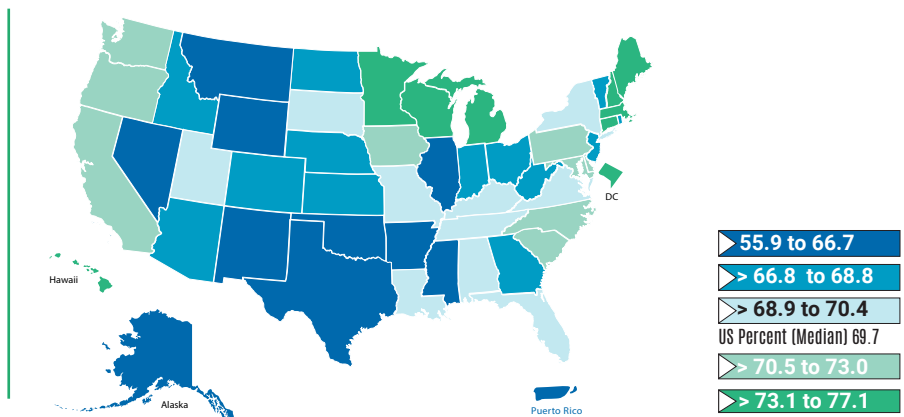 DC
Hawaii
Alaska
Puerto Rico
55.9 to 66.7
> 66.8 to 68.8
> 68.9 to 70.4
US Percent (Median) 69.7
> 70.5 to 73.0
> 73.1 to 77.1